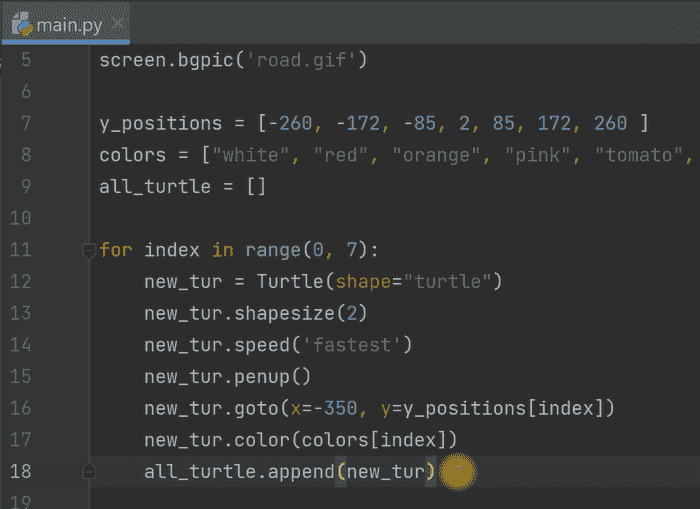 main.py
5 screen.bgpic('road.gif')
6
7 y_positions = [-260, -172, -85, 2, 85, 172, 260 ]
8 colors = ["white", "red", "orange", "pink", "tomato",
9 all_turtle = []
10
11 for index in range(0, 7):
12     new_tur = Turtle(shape="turtle")
13     new_tur.shapesize(2)
14     new_tur.speed('fastest')
15     new_tur.penup()
16     new_tur.goto(x=-350, y=y_positions[index])
17     new_tur.color(colors[index])
18     all_turtle.append(new_tur)
19